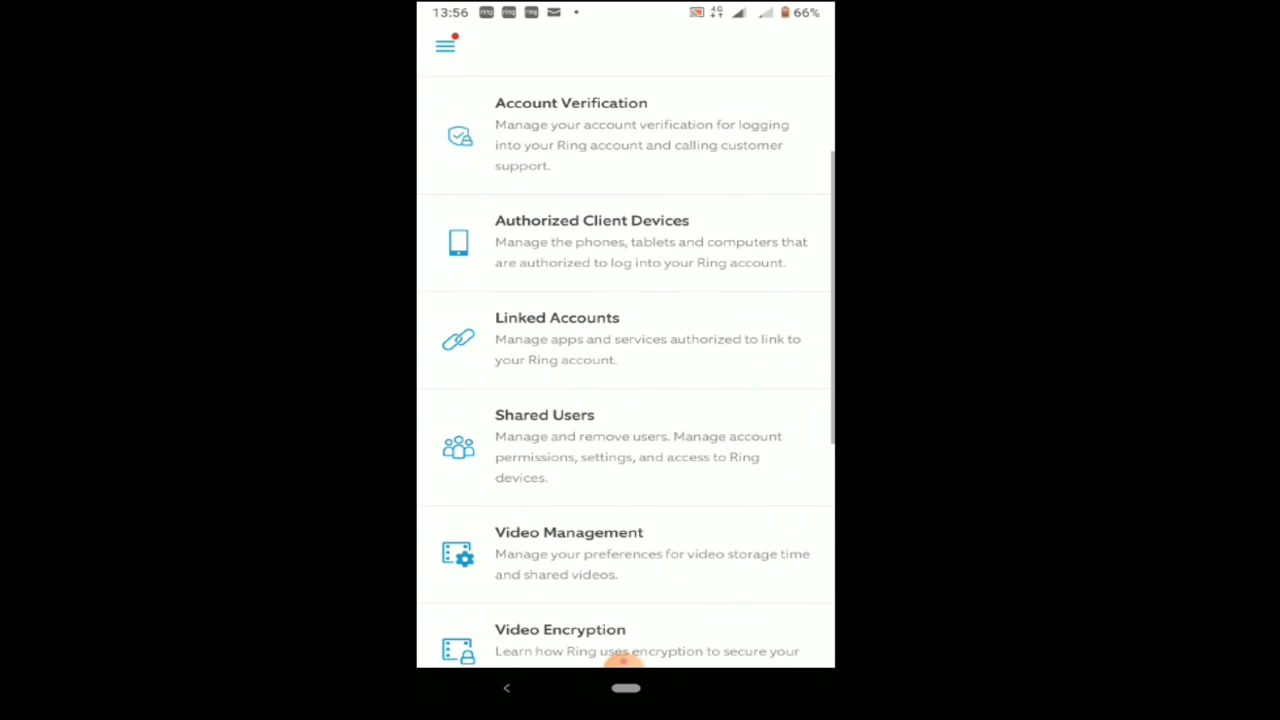 13:56 ring ring ring 4G 66%
Account Verification
Manage your account verification for logging
into your Ring account and calling customer
support.
Authorized Client Devices
Manage the phones, tablets and computers that
are authorized to log into your Ring account.
Linked Accounts
Manage apps and services authorized to link to
your Ring account.
Shared Users
Manage and remove users. Manage account
permissions, settings, and access to Ring
devices.
Video Management
Manage your preferences for video storage time
and shared videos.
Video Encryption
Learn how Ring uses encryption to secure your